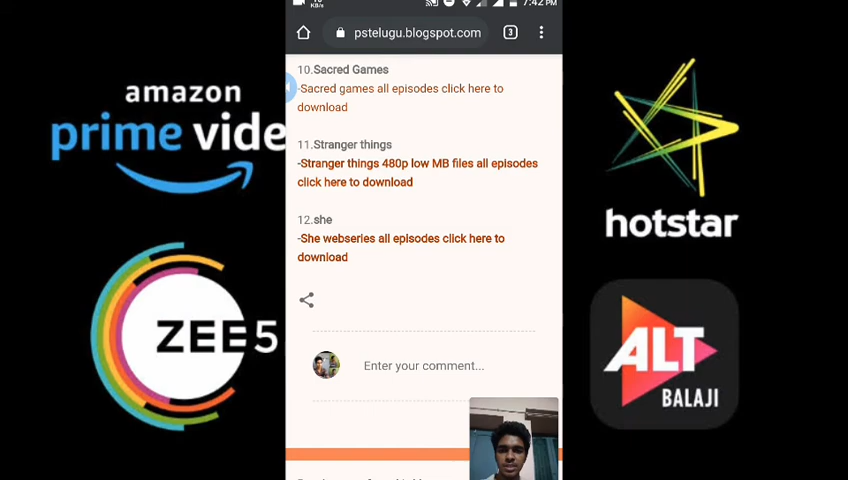 KB/s
7:42 PM
pstelugu.blogspot.com
3
10.Sacred Games
-Sacred games all episodes click here to
download
11.Stranger things
-Stranger things 480p low MB files all episodes
click here to download
12.she
-She webseries all episodes click here to
download
Enter your comment...
amazon
prime vide
ZEE5
hotstar
ALT
BALAJI